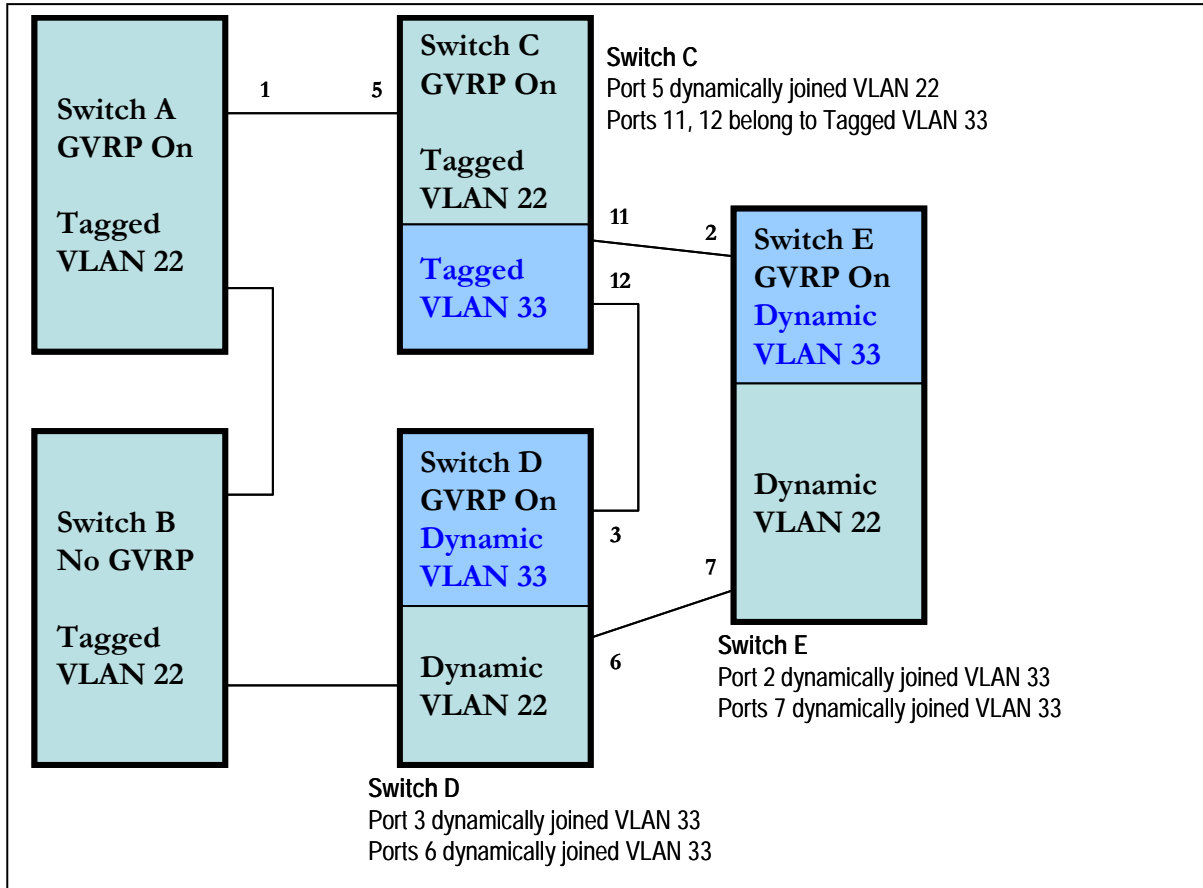 Switch A
GVRP On
Tagged
VLAN 22
1
5
Switch C
GVRP On
Tagged
VLAN 22
Tagged
VLAN 33
Switch C
Port 5 dynamically joined VLAN 22
Ports 11, 12 belong to Tagged VLAN 33
11
12
2
Switch E
GVRP On
Dynamic
VLAN 33
Dynamic
VLAN 22
Switch B
No GVRP
Tagged
VLAN 22
Switch D
GVRP On
Dynamic
VLAN 33
Dynamic
VLAN 22
3
7
6
Switch E
Port 2 dynamically joined VLAN 33
Ports 7 dynamically joined VLAN 33
Switch D
Port 3 dynamically joined VLAN 33
Ports 6 dynamically joined VLAN 33